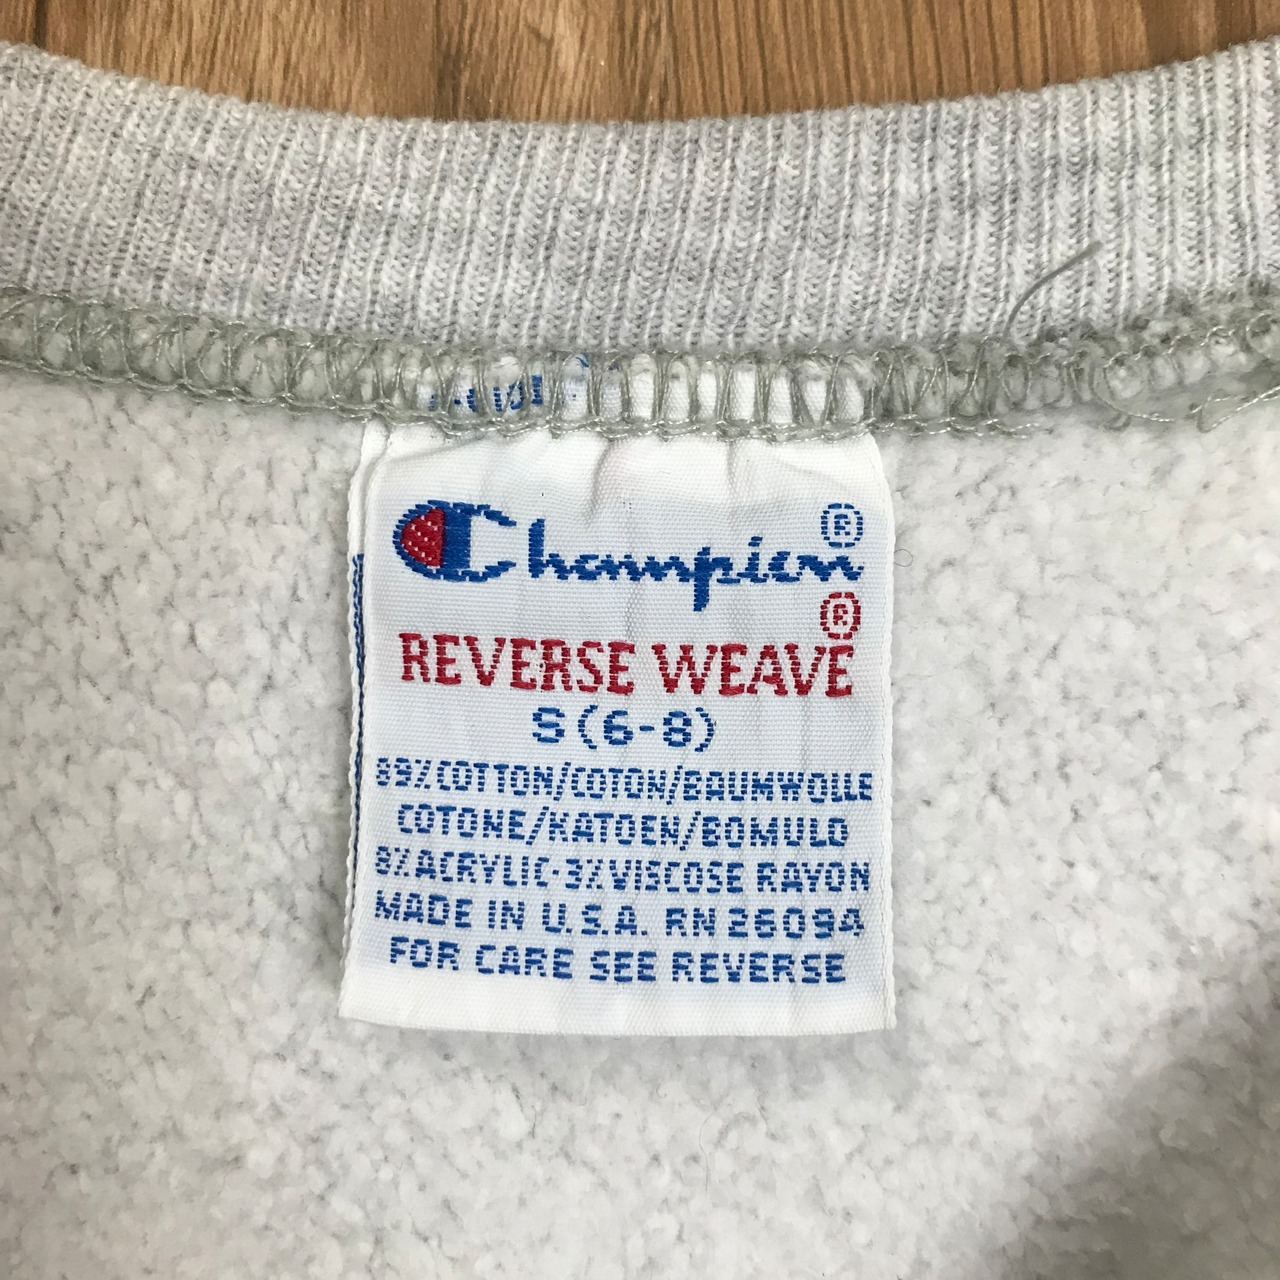 Champion®
REVERSE WEAVE®
S(6-8)
89%COTTON/COTON/BAUMWOLLE
COTONE/KATOEN/BOMULD
8%ACRYLIC-3%VISCOSE RAYON
MADE IN U.S.A. RN 26094
FOR CARE SEE REVERSE